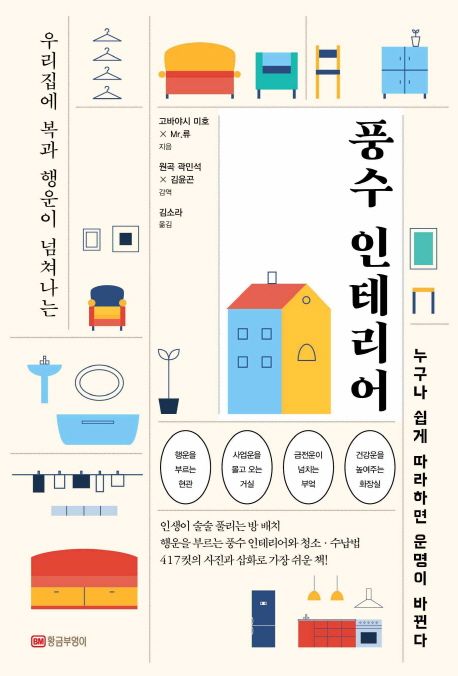 우리집에 복과 행운이 넘쳐나는
고바야시 미호
× Mr.류
지음
원곡 곽민석
× 김윤곤
감역
김소라
옮김
풍수 인테리어
누구나 쉽게 따라하면 운명이 바뀐다
행운을
부르는
현관
사업운을
몰고 오는
거실
금전운이
넘치는
부엌
건강운을
높여주는
화장실
인생이 술술 풀리는 방 배치
행운을 부르는 풍수 인테리어와 청소 · 수납법
417컷의 사진과 삽화로 가장 쉬운 책!
BM 황금부엉이